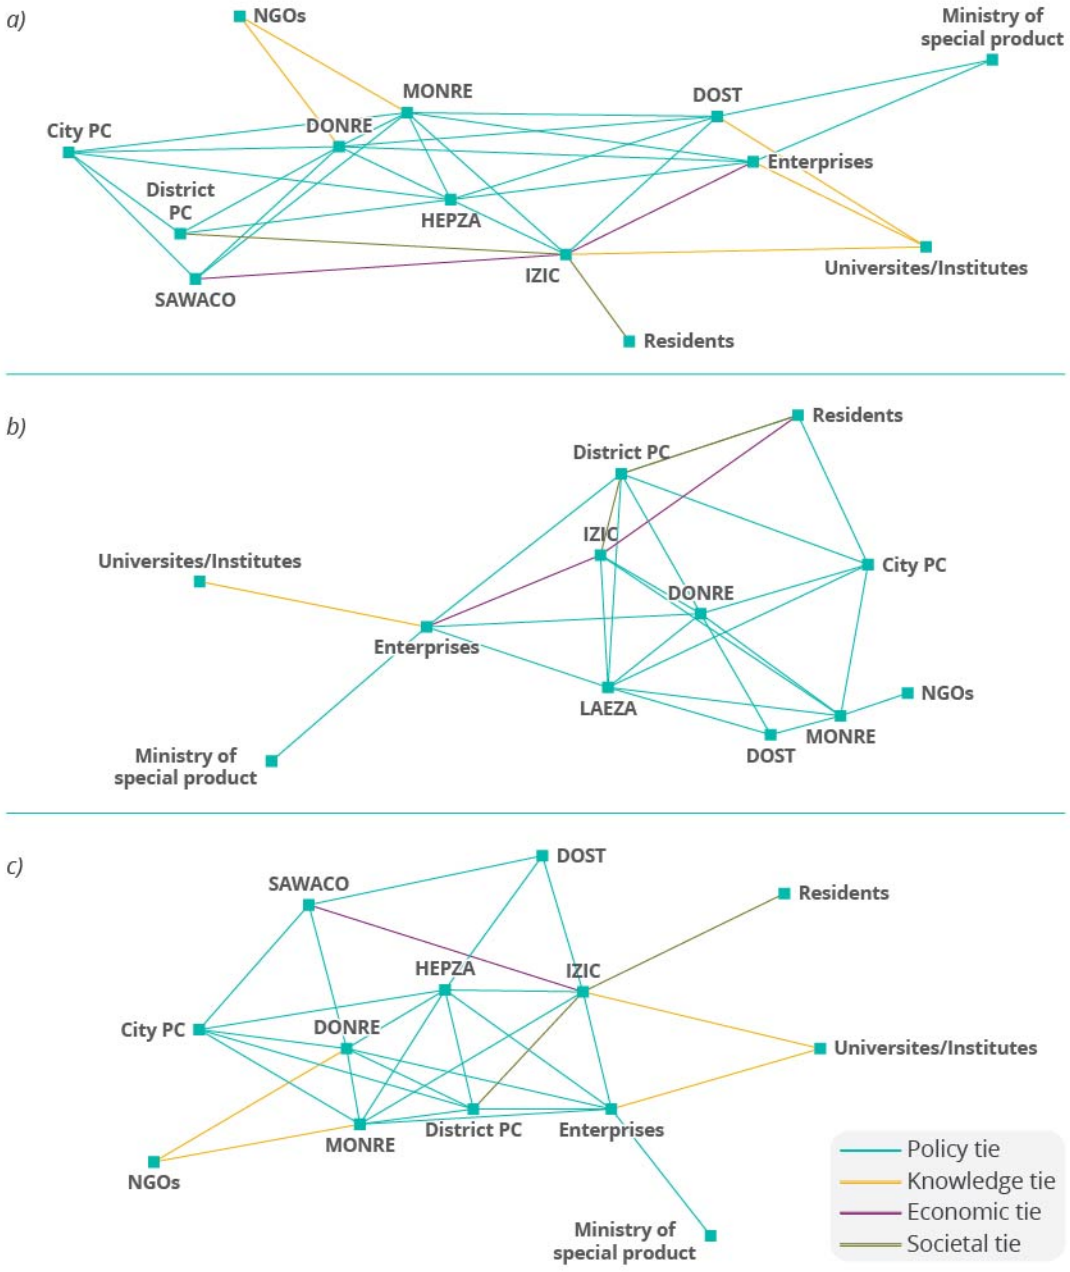 a)
NGOs
Ministry of
special product
MONRE
DOST
DONRE
City PC
Enterprises
District
PC
HEPZA
IZIC
Universites/Institutes
SAWACO
Residents
b)
Residents
District PC
IZIC
Universites/Institutes
City PC
DONRE
Enterprises
NGOs
LAEZA
MONRE
DOST
Ministry of
special product
c)
DOST
SAWACO
Residents
HEPZA
IZIC
City PC
DONRE
Universites/Institutes
MONRE
District PC
Enterprises
NGOs
Ministry of
special product
Policy tie
Knowledge tie
Economic tie
Societal tie